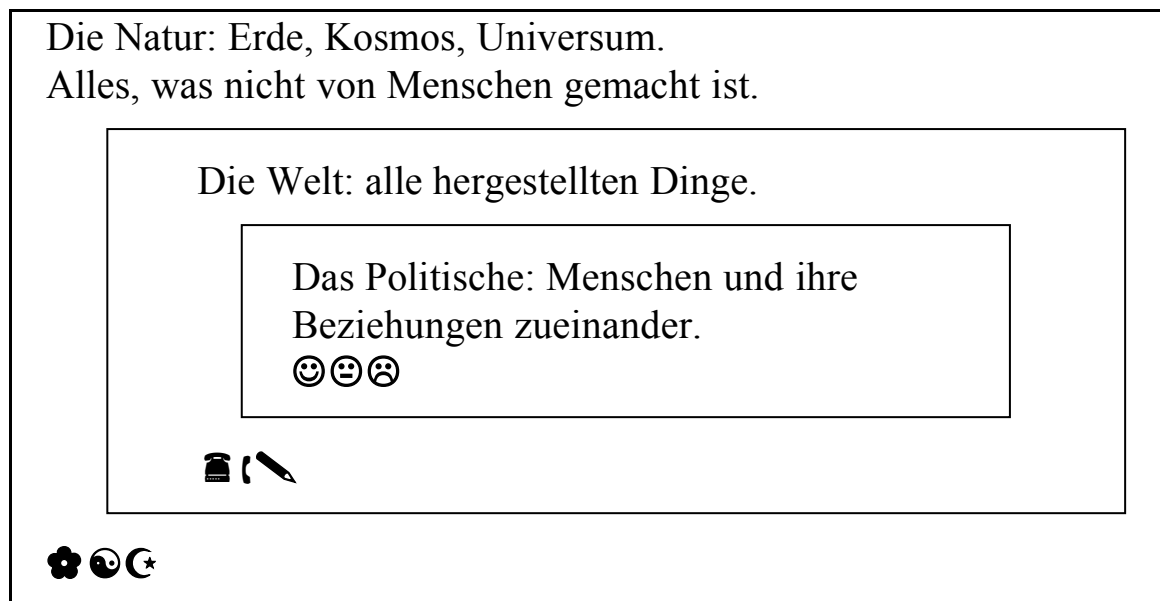 Die Natur: Erde, Kosmos, Universum.
Alles, was nicht von Menschen gemacht ist.
Die Welt: alle hergestellten Dinge.
Das Politische: Menschen und ihre
Beziehungen zueinander.